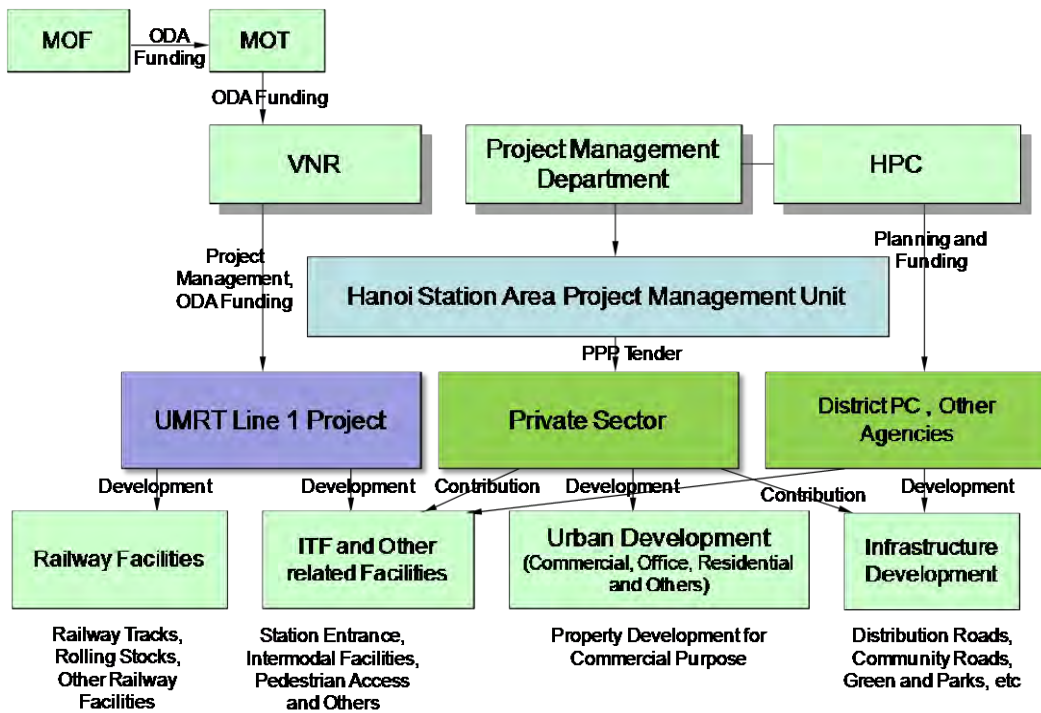 MOF
ODA
Funding
MOT
ODA Funding
VNR
Project Management
Department
HPC
Project
Management,
ODA Funding
Planning and
Funding
Hanoi Station Area Project Management Unit
PPP Tender
UMRT Line 1 Project
Private Sector
District PC , Other
Agencies
Development
Development
Contribution
Development
Contribution
Development
Railway Facilities
ITF and Other
related Facilities
Urban Development
(Commercial, Office, Residential
and Others)
Infrastructure
Development
Railway Tracks,
Rolling Stocks,
Other Railway
Facilities
Station Entrance,
Intermodal Facilities,
Pedestrian Access
and Others
Property Development for
Commercial Purpose
Distribution Roads,
Community Roads,
Green and Parks, etc